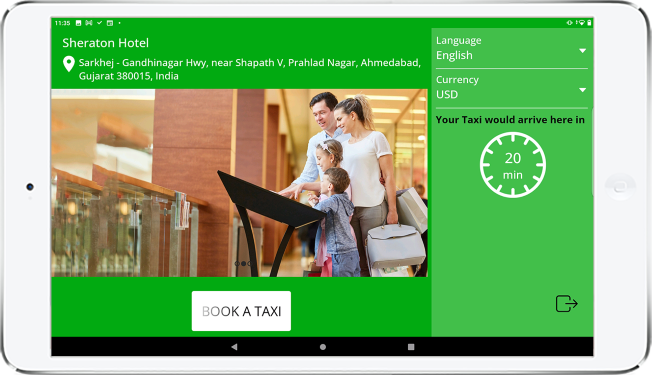 11:35
Sheraton Hotel
Sarkhej - Gandhinagar Hwy, near Shapath V, Prahlad Nagar, Ahmedabad,
Gujarat 380015, India
BOOK A TAXI
Language
English
Currency
USD
Your Taxi would arrive here in
20
min